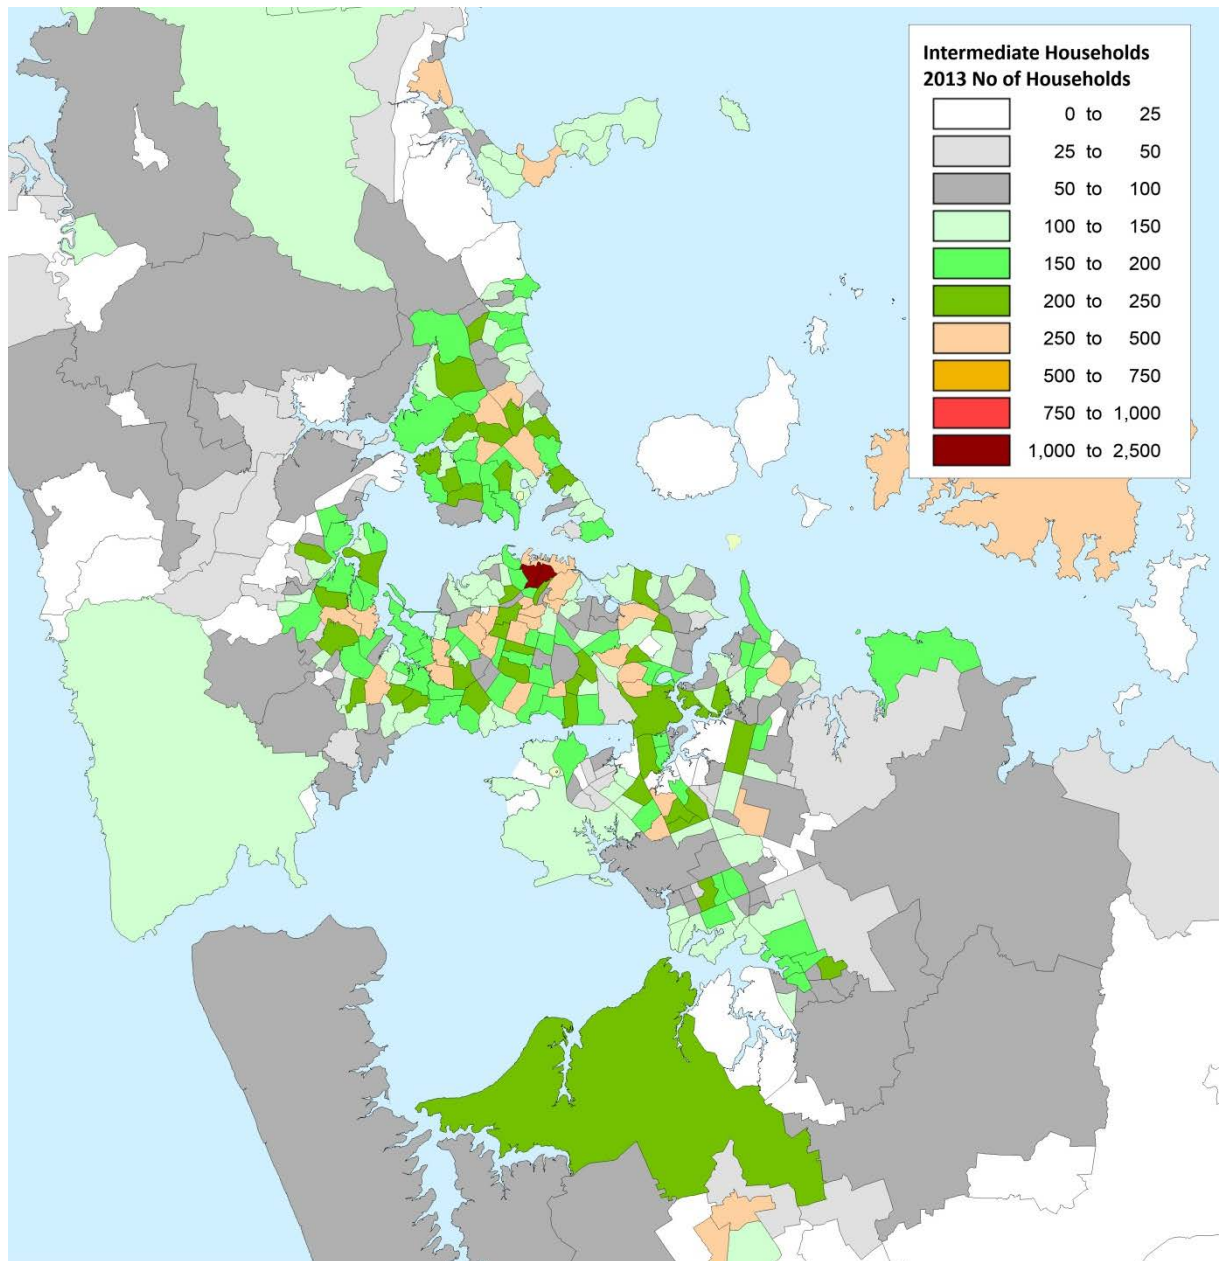 Intermediate Households
2013 No of Households
0 to 25
25 to 50
50 to 100
100 to 150
150 to 200
200 to 250
250 to 500
500 to 750
750 to 1,000
1,000 to 2,500